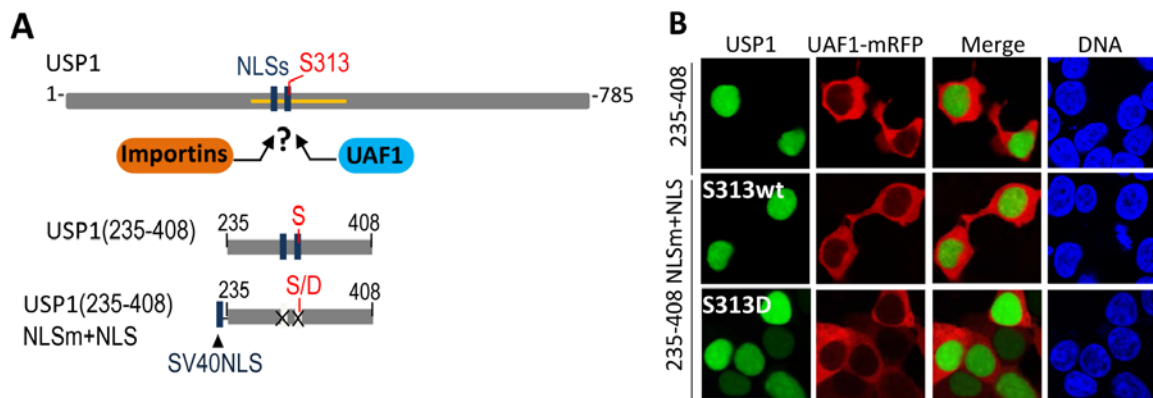 A
USP1
NLSs
S313
1-
-785
?
Importins
UAF1
S
235
408
USP1(235-408)
S/D
235
408
USP1(235-408)
NLSm+NLS
SV40NLS
B
USP1
UAF1-mRFP
Merge
DNA
235-408
235-408 NLSm+NLS
S313wt
S313D